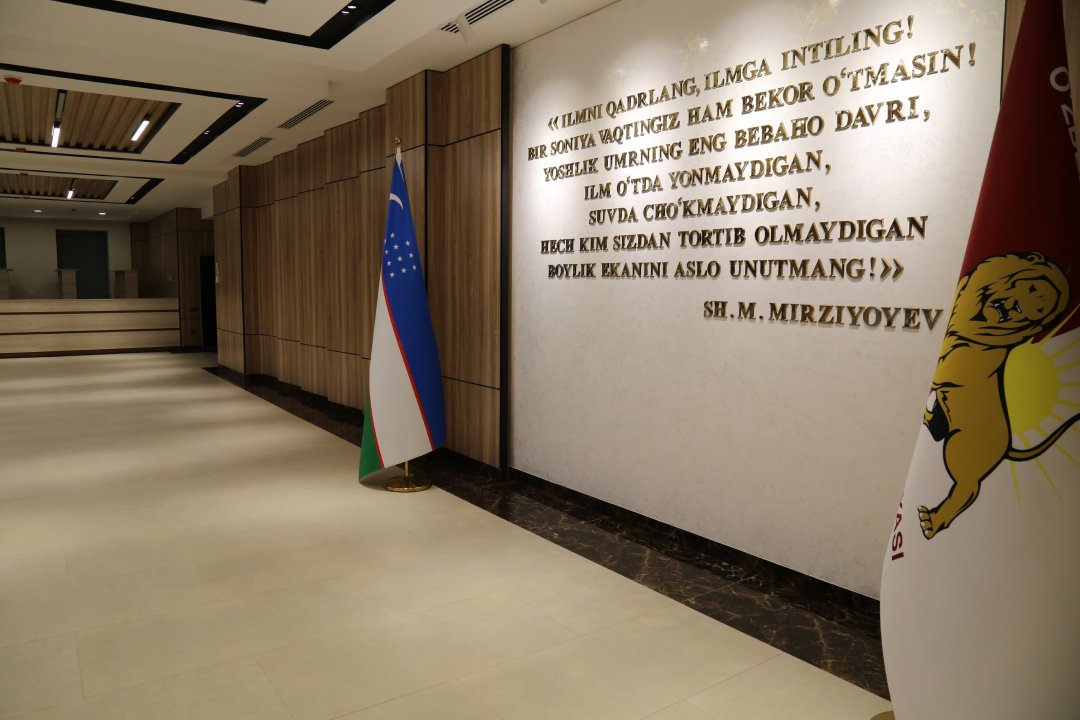 «ILMNI QADRLANG, ILMGA INTILING!
BIR SONIYA VAQTINGIZ HAM BEKOR O‘TMASIN!
YOSHLIK UMRNING ENG BEBAHO DAVRI,
ILM O‘TDA YONMAYDIGAN,
SUVDA CHO‘KMAYDIGAN,
HECH KIM SIZDAN TORTIB OLMAYDIGAN
BOYLIK EKANINI ASLO UNUTMANG!»
SH. M. MIRZIYOYEV